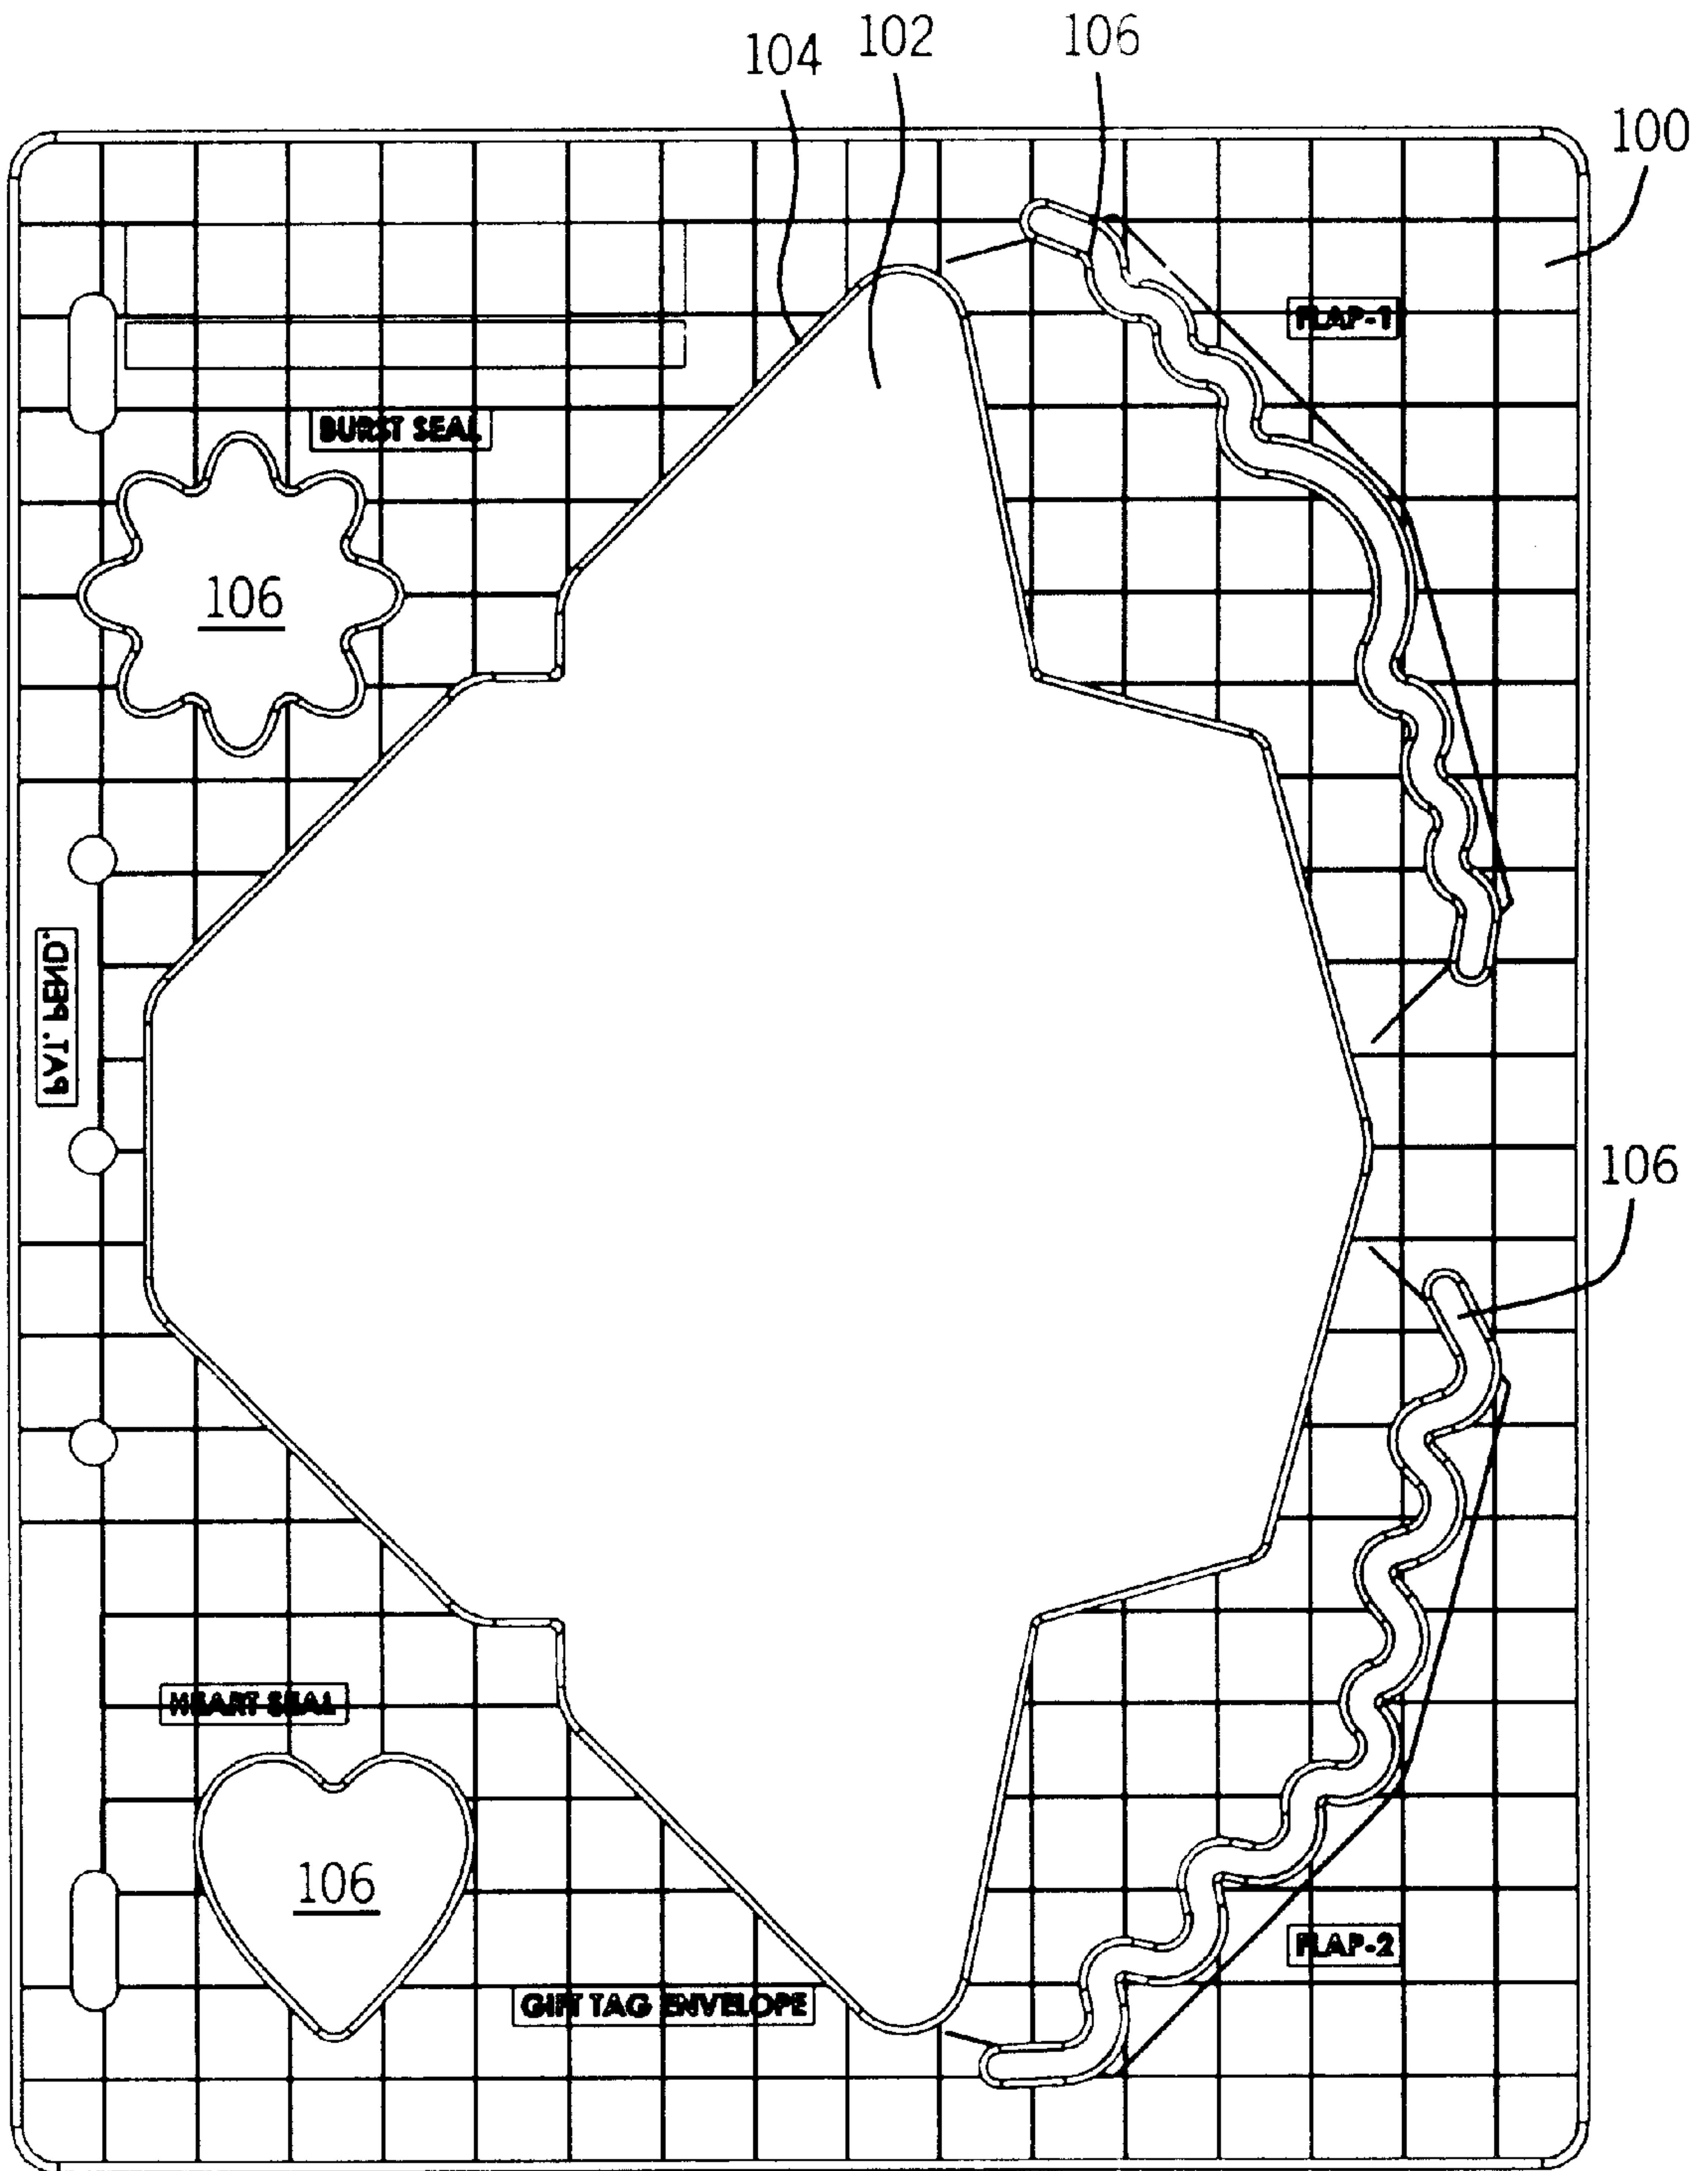 104 102 106
100
FLAP-1
BURST SEAL
106
PAT. PEND.
106
HEART SEAL
106
FLAP-2
GIFT TAG ENVELOPE